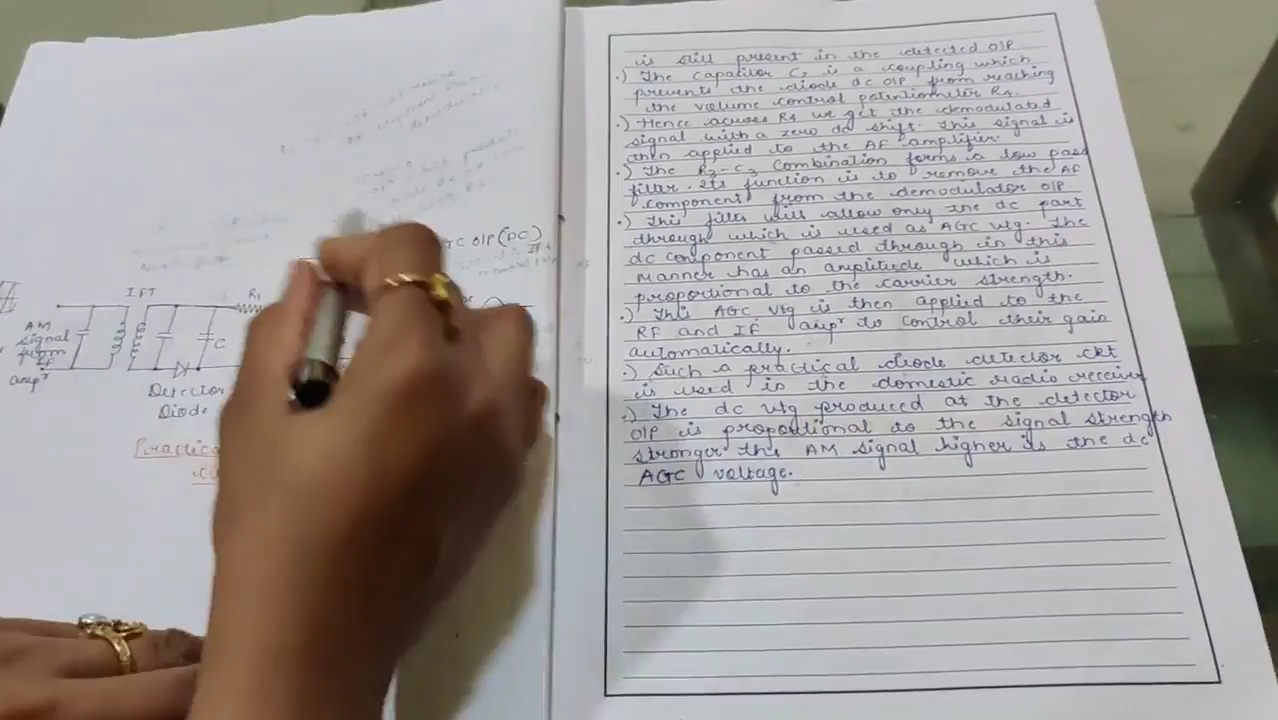 AGC O/P (DC)
IFT
R1
AM
signal
from
IF
amp^r
C
Detector
Diode
Practical
is still present in the detected O/P
.) The capacitor C2 is a coupling which
prevents the diode dc O/P from reaching
the volume control potentiometer R4.
.) Hence across R4 we get the demodulated
signal with a zero dc shift. This signal is
then applied to the AF amplifier.
.) The R3-C3 Combination forms a low pass
filter. Its function is to remove the AF
component from the demodulator O/P.
.) This filter will allow only the dc part
through which is used as AGC vtg. The
dc component passed through in this
manner has an amplitude which is
proportional to the carrier strength.
.) This AGC vtg is then applied to the
RF and IF amp^r to control their gain
automatically.
.) Such a practical diode detector ckt
is used in the domestic radio receiver
.) The dc vtg produced at the detector
O/P is proportional to the signal strength
stronger the AM signal higher is the dc
AGC voltage.